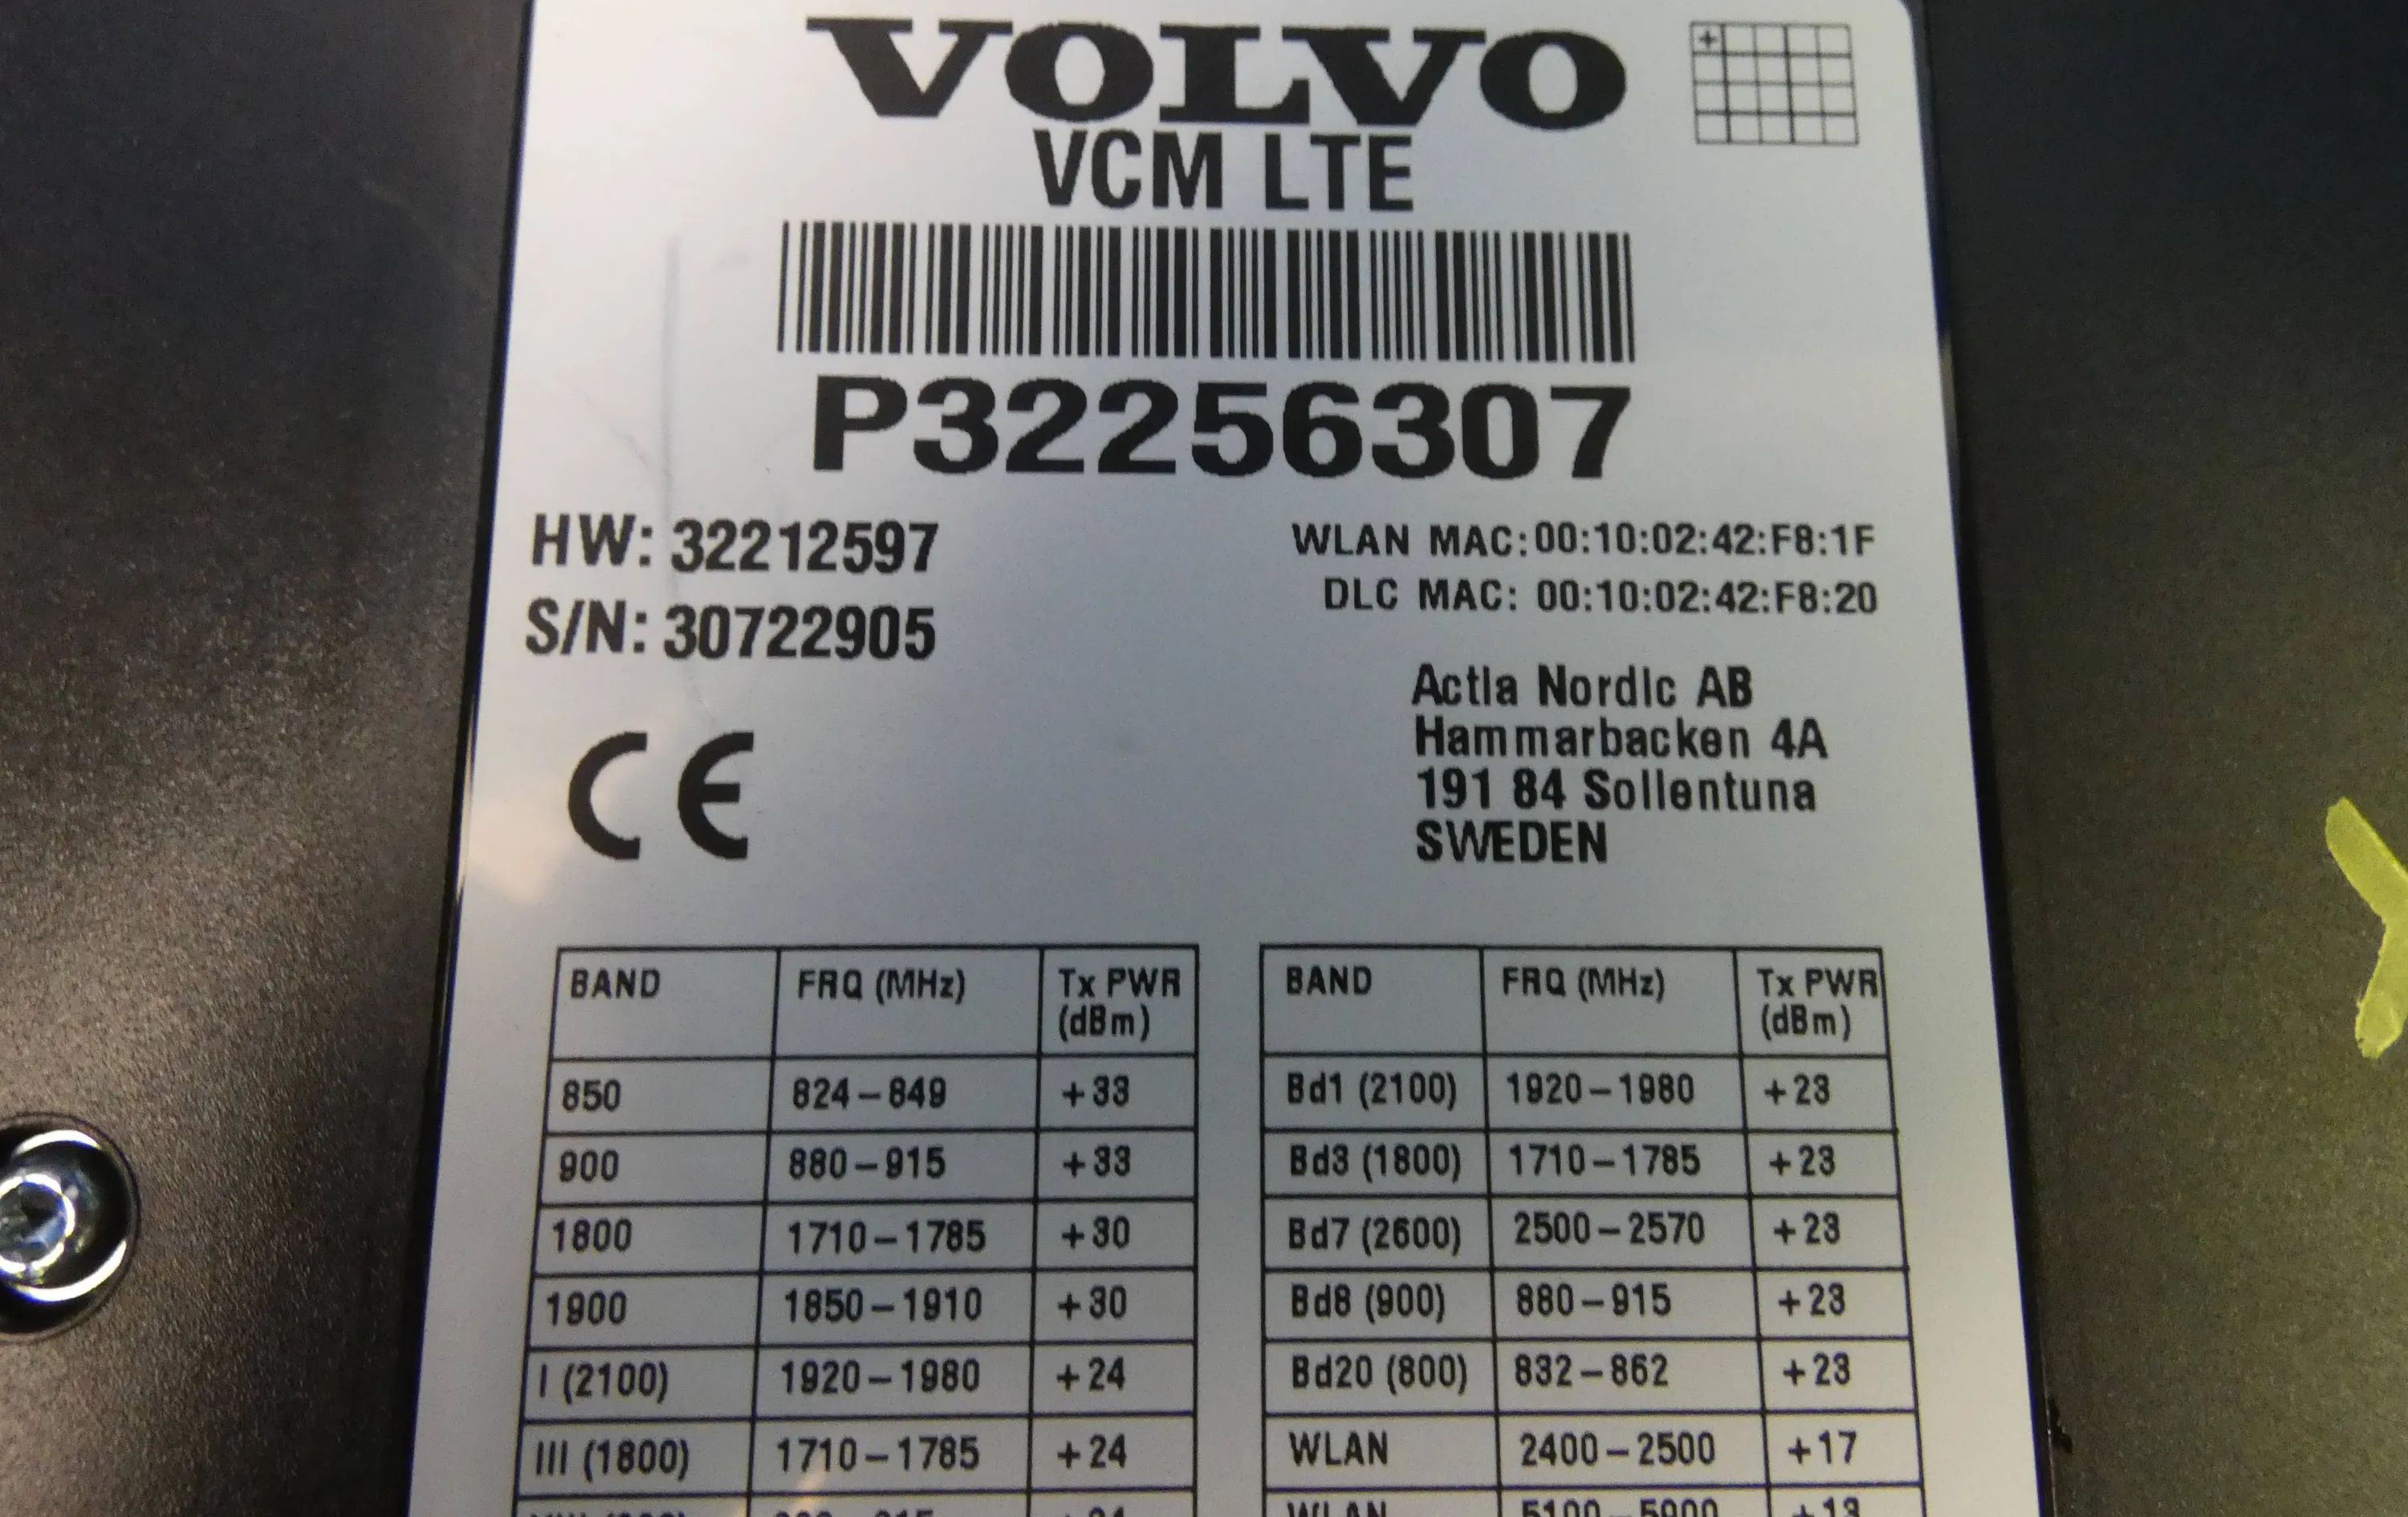 VOLVO
VCM LTE
P32256307
HW: 32212597
S/N: 30722905
WLAN MAC:00:10:02:42:F8:1F
DLC MAC: 00:10:02:42:F8:20
Actia Nordic AB
Hammarbacken 4A
191 84 Sollentuna
SWEDEN
CE
BAND FRQ (MHz) Tx PWR (dBm)
850 824–849 +33
900 880–915 +33
1800 1710–1785 +30
1900 1850–1910 +30
I (2100) 1920–1980 +24
III (1800) 1710–1785 +24
BAND FRQ (MHz) Tx PWR (dBm)
Bd1 (2100) 1920–1980 +23
Bd3 (1800) 1710–1785 +23
Bd7 (2600) 2500–2570 +23
Bd8 (900) 880–915 +23
Bd20 (800) 832–862 +23
WLAN 2400–2500 +17
WLAN